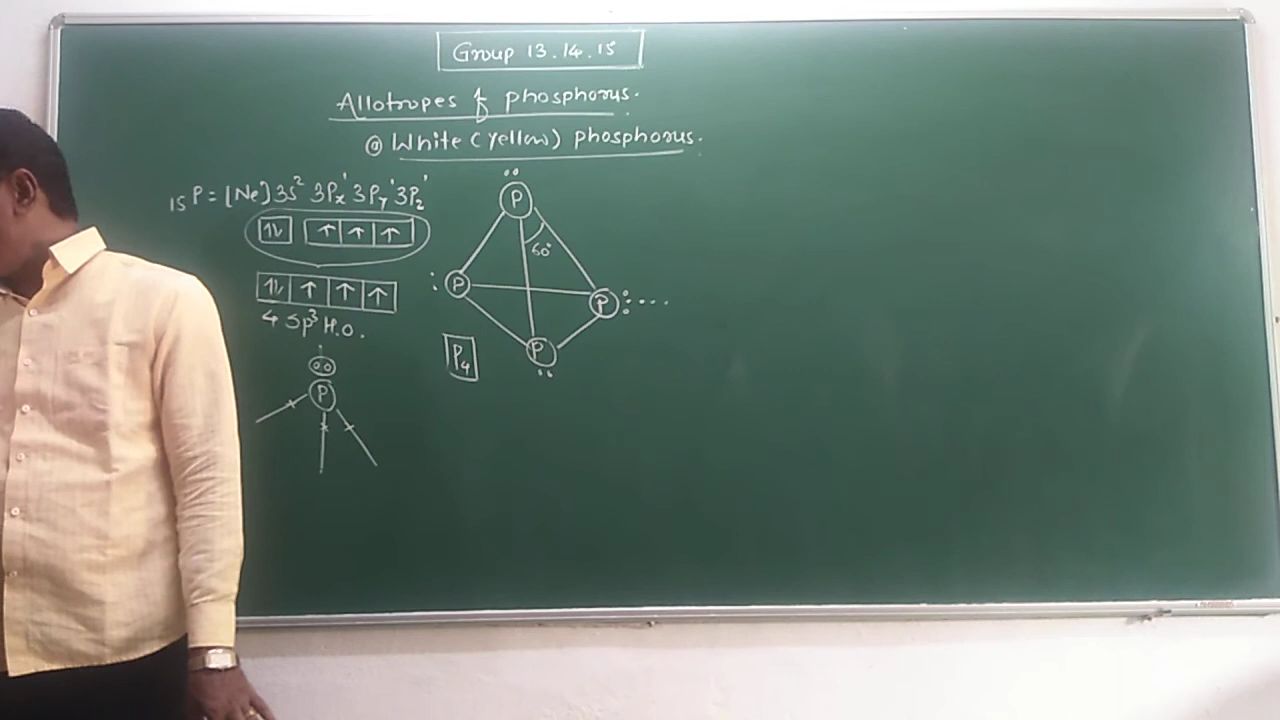 Group 13.14.15
Allotropes of phosphorus.
ⓐ White (Yellow) phosphorus.
₁₅P = [Ne] 3s² 3Px¹ 3Py¹ 3Pz¹
↑↓ ↑ ↑ ↑
↑↓ ↑ ↑ ↑
4 Sp³ H.O.
P
P
60°
P
P
P
P₄